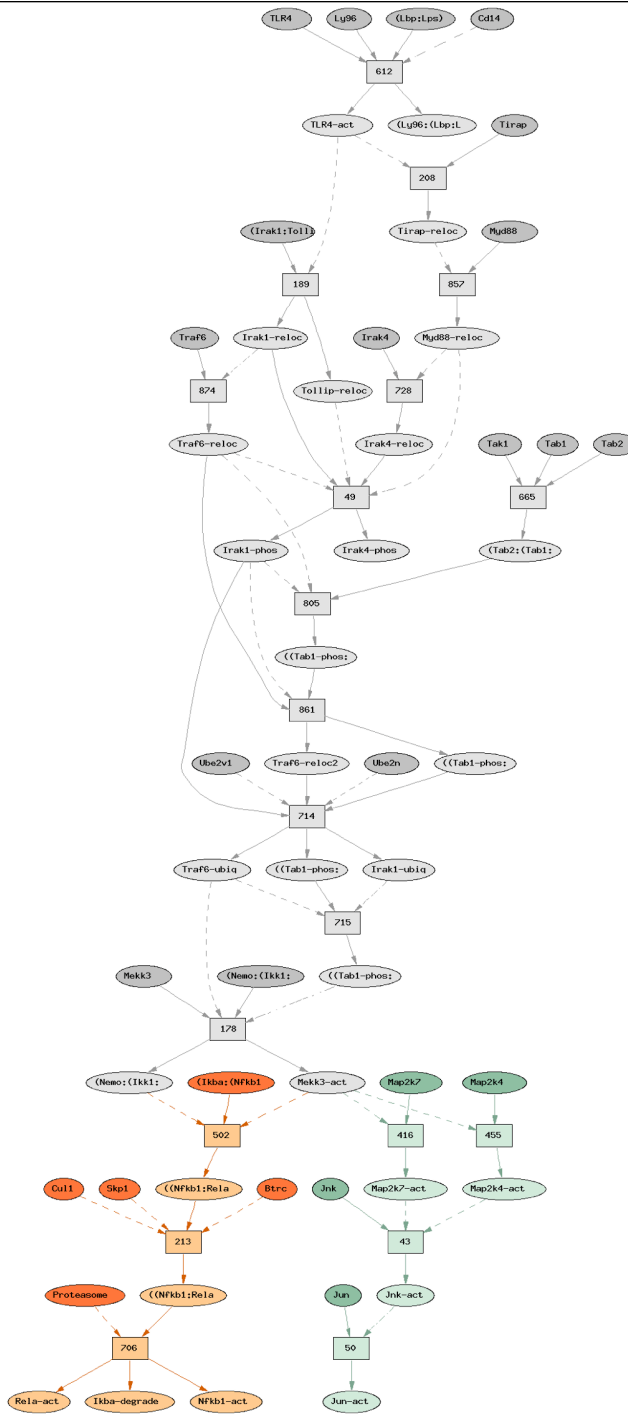 TLR4
Ly96
(Lbp:Lps)
Cd14
612
TLR4-act
(Ly96:(Lbp:L
Tirap
208
(Irak1:Tolli
Tirap-reloc
Myd88
189
857
Traf6
Irak1-reloc
Irak4
Myd88-reloc
874
Tollip-reloc
728
Traf6-reloc
Irak4-reloc
Tak1
Tab1
Tab2
49
665
Irak1-phos
Irak4-phos
(Tab2:(Tab1:
805
((Tab1-phos:
861
Ube2v1
Traf6-reloc2
Ube2n
((Tab1-phos:
714
Traf6-ubiq
((Tab1-phos:
Irak1-ubiq
715
Mekk3
(Nemo:(Ikk1:
((Tab1-phos:
178
(Nemo:(Ikk1:
(Ikba:(Nfkb1
Mekk3-act
Map2k7
Map2k4
502
416
455
Cul1
Skp1
((Nfkb1:Rela
Btrc
Jnk
Map2k7-act
Map2k4-act
213
43
Proteasome
((Nfkb1:Rela
Jun
Jnk-act
706
50
Rela-act
Ikba-degrade
Nfkb1-act
Jun-act